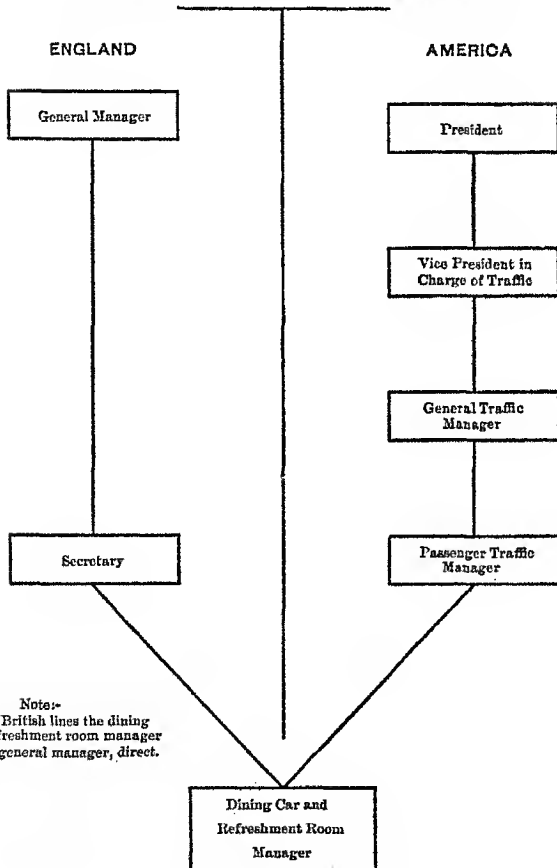 ENGLAND
AMERICA
General Manager
President
Vice President in
Charge of Traffic
General Traffic
Manager
Secretary
Passenger Traffic
Manager
Note:-
British lines the dining
freshment room manager
general manager, direct.
Dining Car and
Refreshment Room
Manager